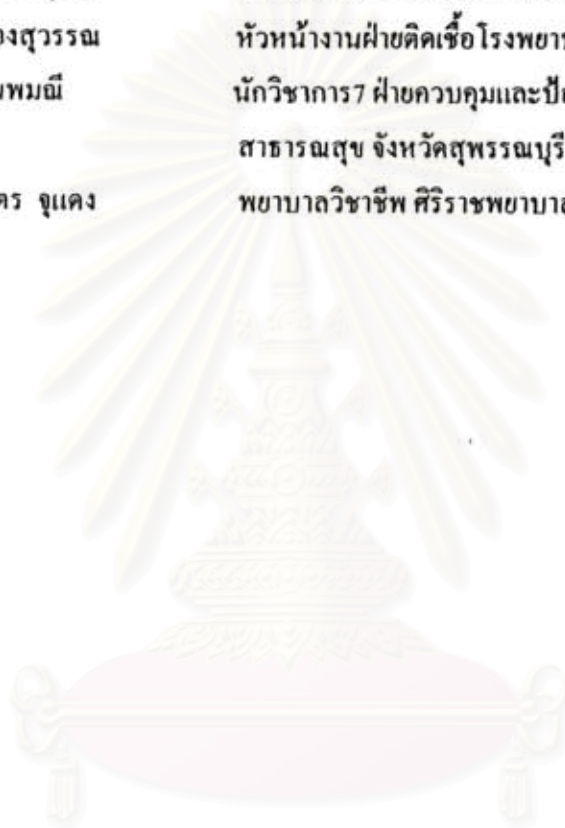 องสุวรรณ หัวหน้างานฝ่ายติดเชื้อโรงพยาบ
พมณี นักวิชาการ7 ฝ่ายควบคุมและป้อ
สาธารณสุข จังหวัดสุพรรณบุรี
ตร จูแดง พยาบาลวิชาชีพ ศิริราชพยาบาล